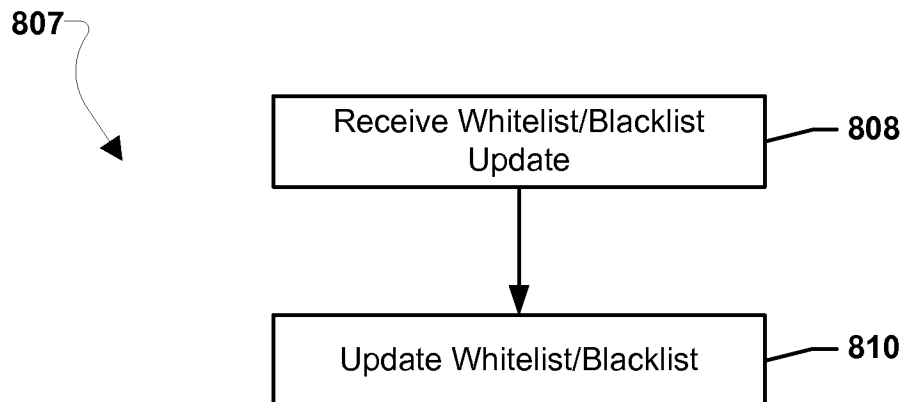 807
Receive Whitelist/Blacklist
Update
808
Update Whitelist/Blacklist
810